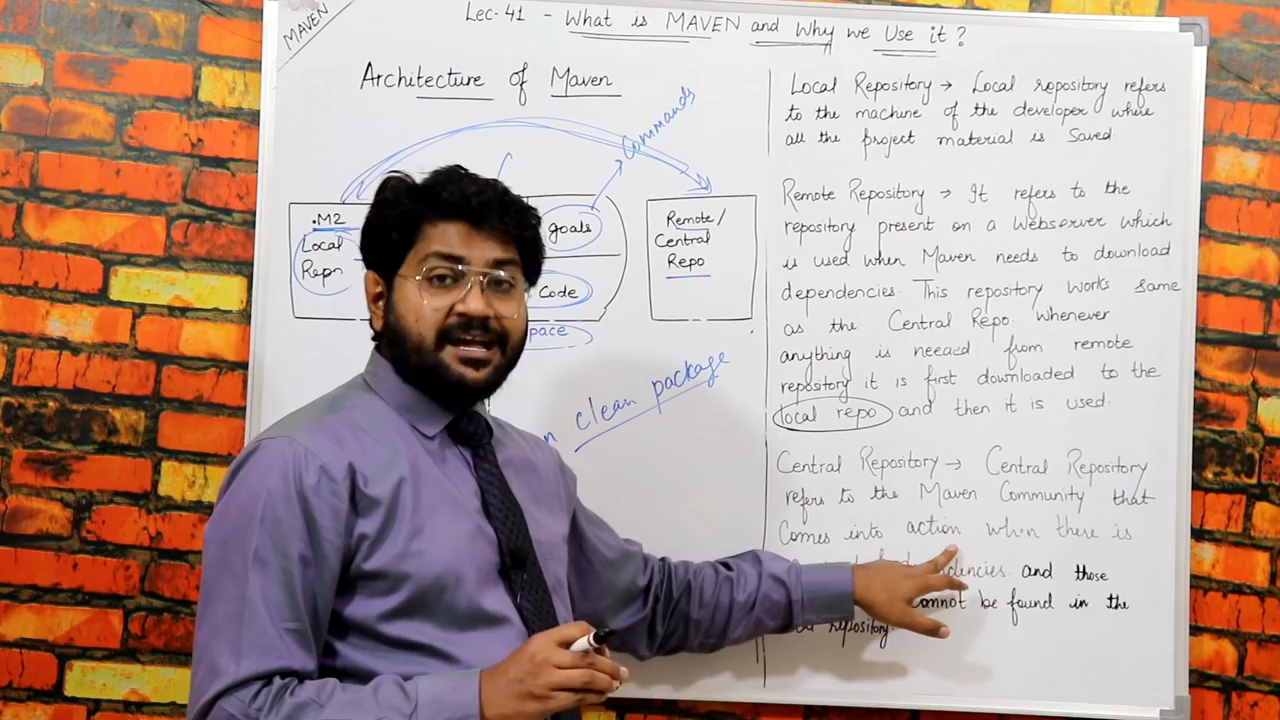 MAVEN
Lec-41 - What is MAVEN and Why we Use it ?
Architecture of Maven
Commands
.M2
Local
Repo
goals
Code
pace
Remote/
Central
Repo
n clean package
Local Repository → Local repository refers
to the machine of the developer where
all the project material is Saved.
Remote Repository → It refers to the
repository present on a Webserver which
is used when Maven needs to download
dependencies. This repository works same
as the Central Repo. Whenever
anything is needed from remote
repository it is first downloaded to the
local repo and then it is used.
Central Repository → Central Repository
refers to the Maven Community that
Comes into action when there is
and those
cannot be found in the
repository.